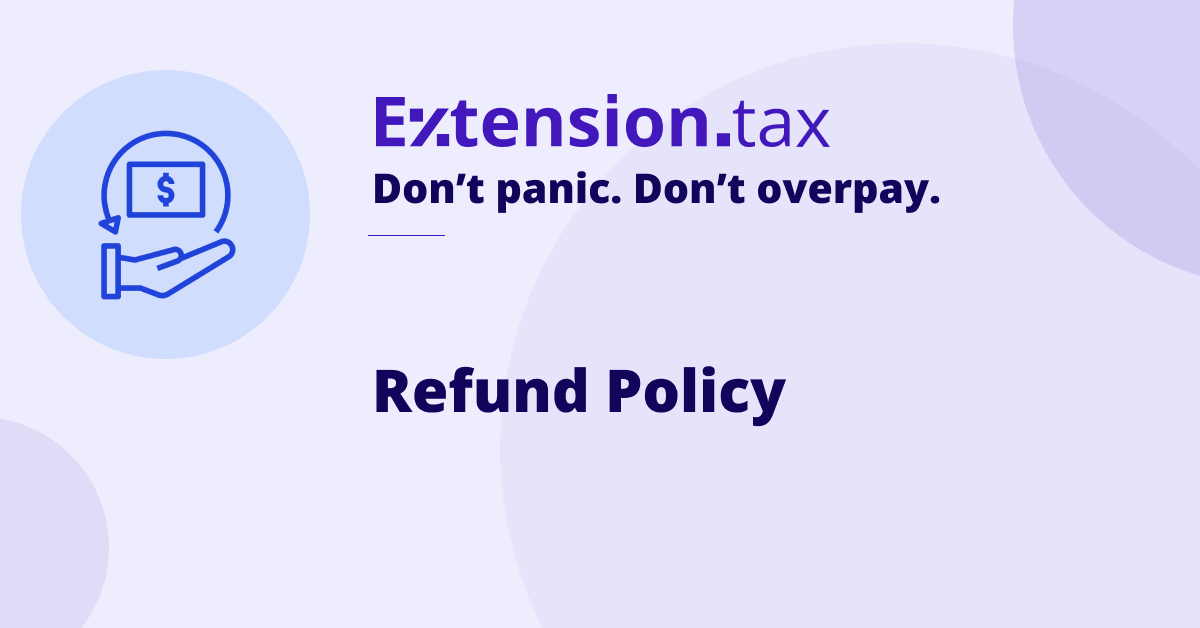 Extension.tax
Don’t panic. Don’t overpay.
$
Refund Policy